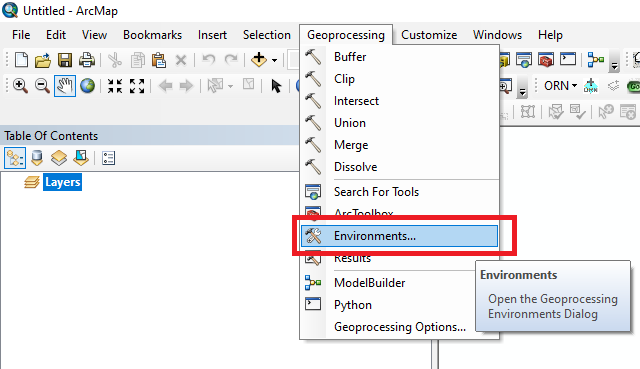 Untitled - ArcMap
File Edit View Bookmarks Insert Selection Geoprocessing Customize Windows Help
Buffer
Clip
ORN
Intersect
Union
Table Of Contents
Merge
Dissolve
Layers
Search For Tools
ArcToolbox
Environments...
Results
Environments
ModelBuilder
Open the Geoprocessing
Python
Environments Dialog
Geoprocessing Options...